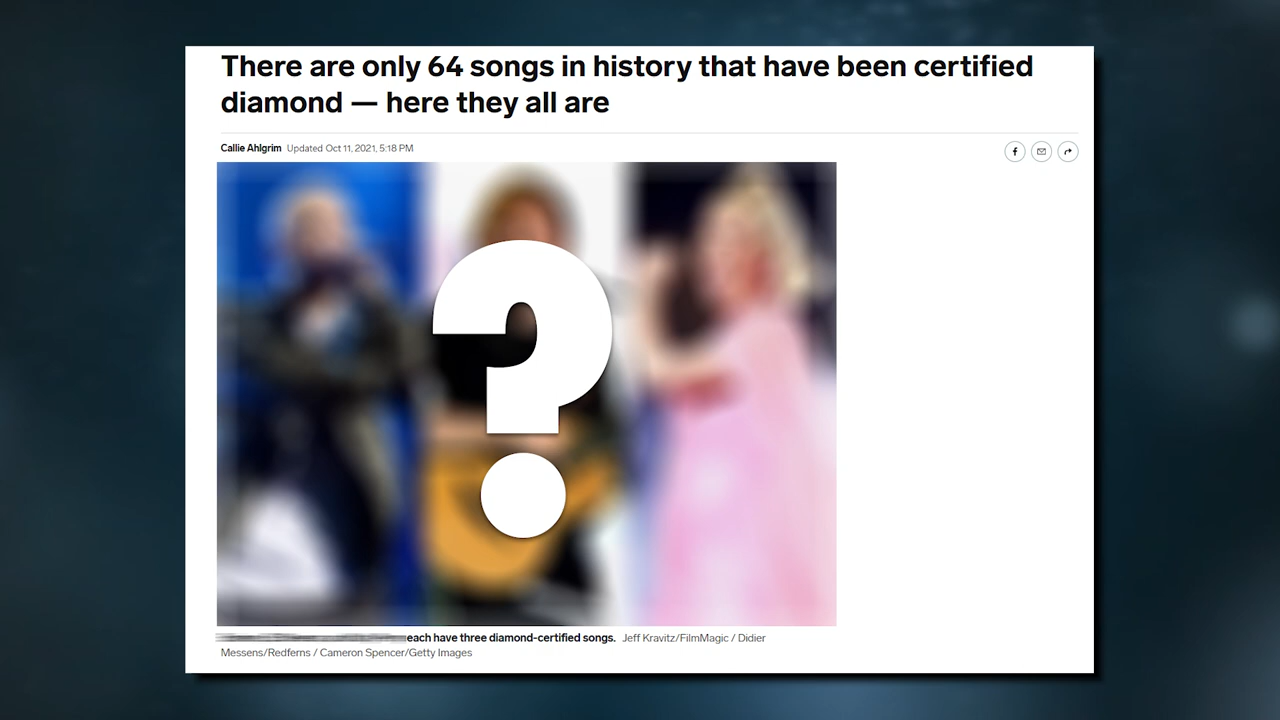 There are only 64 songs in history that have been certified
diamond — here they all are
Callie Ahlgrim Updated Oct 11, 2021, 5:18 PM
?
each have three diamond-certified songs. Jeff Kravitz/FilmMagic / Didier
Messens/Redferns / Cameron Spencer/Getty Images